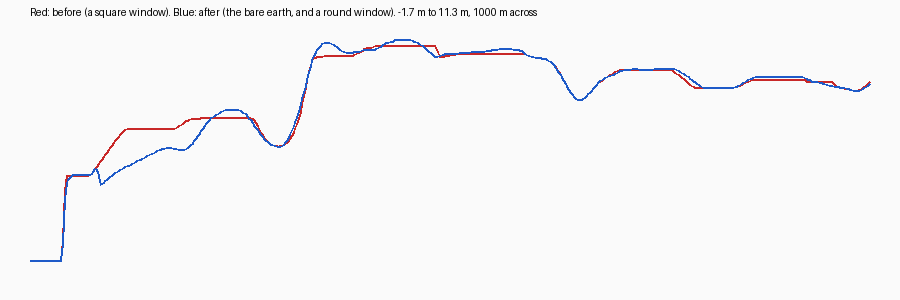 Red: before (a square window). Blue: after (the bare earth, and a round window). -1.7 m to 11.3 m, 1000 m across